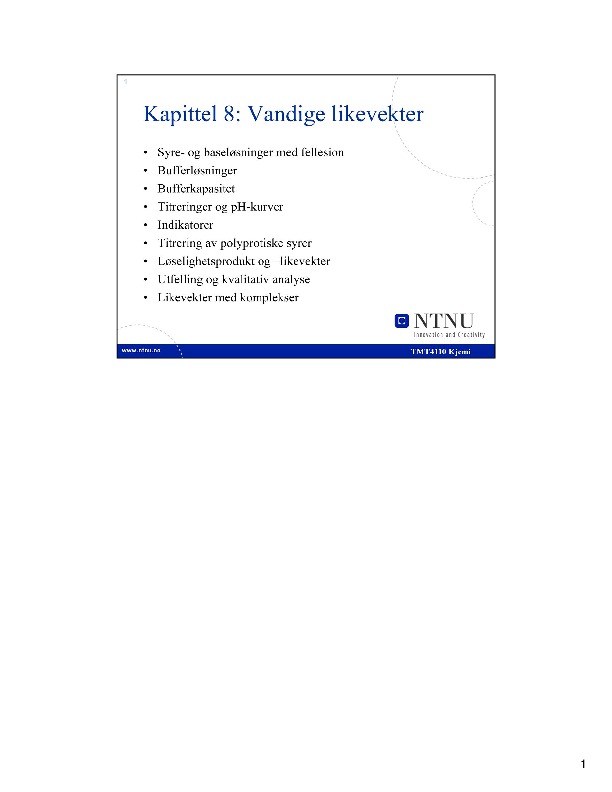 1
Kapittel 8: Vandige likevekter
• Syre- og baseløsninger med fellesion
• Bufferløsninger
• Bufferkapasitet
• Titreringer og pH-kurver
• Indikatorer
• Titrering av polyprotiske syrer
• Løselighetsprodukt og –likevekter
• Utfelling og kvalitativ analyse
• Likevekter med komplekser
NTNU
Innovation and Creativity
www.ntnu.no
TMT4110 Kjemi
1